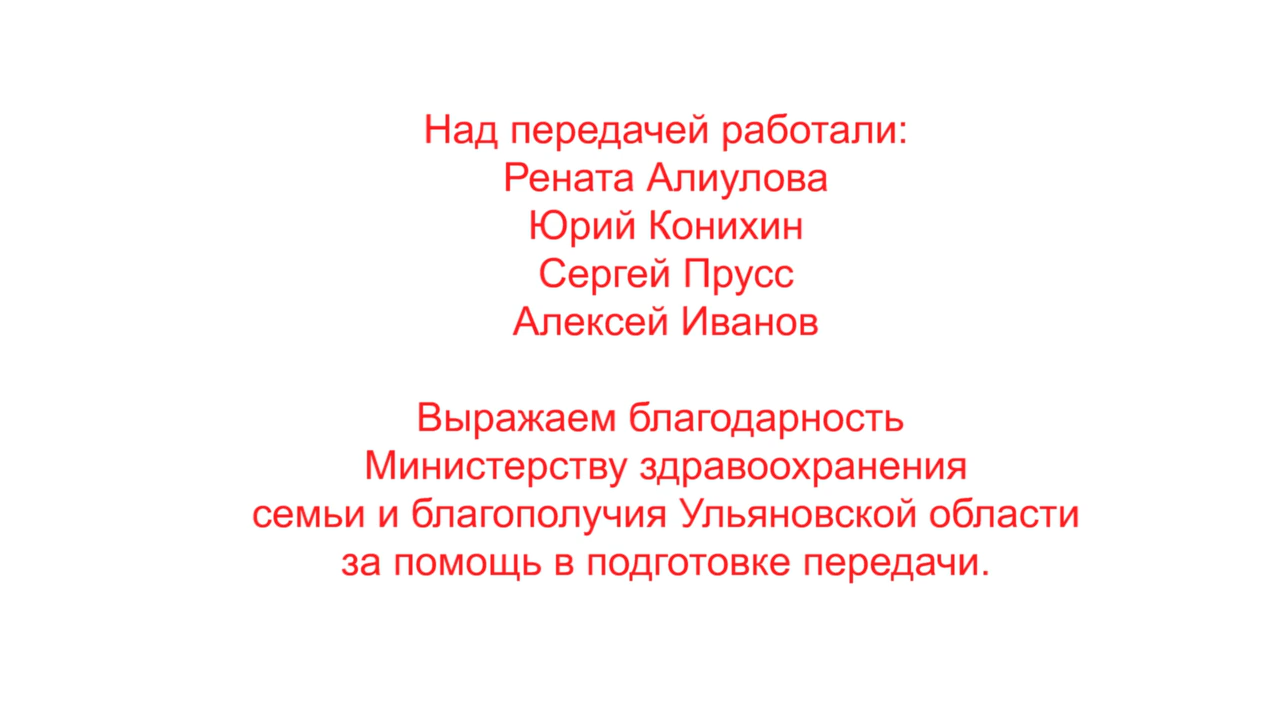 Над передачей работали:
Рената Алиулова
Юрий Конихин
Сергей Прусс
Алексей Иванов
Выражаем благодарность
Министерству здравоохранения
семьи и благополучия Ульяновской области
за помощь в подготовке передачи.